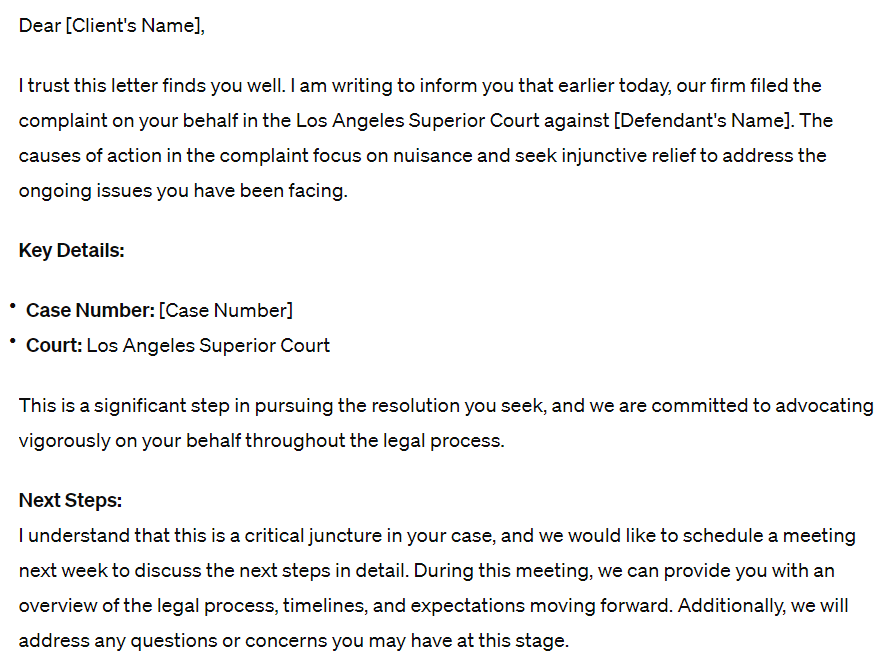 Dear [Client's Name],
I trust this letter finds you well. I am writing to inform you that earlier today, our firm filed the
complaint on your behalf in the Los Angeles Superior Court against [Defendant's Name]. The
causes of action in the complaint focus on nuisance and seek injunctive relief to address the
ongoing issues you have been facing.
Key Details:
• Case Number: [Case Number]
• Court: Los Angeles Superior Court
This is a significant step in pursuing the resolution you seek, and we are committed to advocating
vigorously on your behalf throughout the legal process.
Next Steps:
I understand that this is a critical juncture in your case, and we would like to schedule a meeting
next week to discuss the next steps in detail. During this meeting, we can provide you with an
overview of the legal process, timelines, and expectations moving forward. Additionally, we will
address any questions or concerns you may have at this stage.